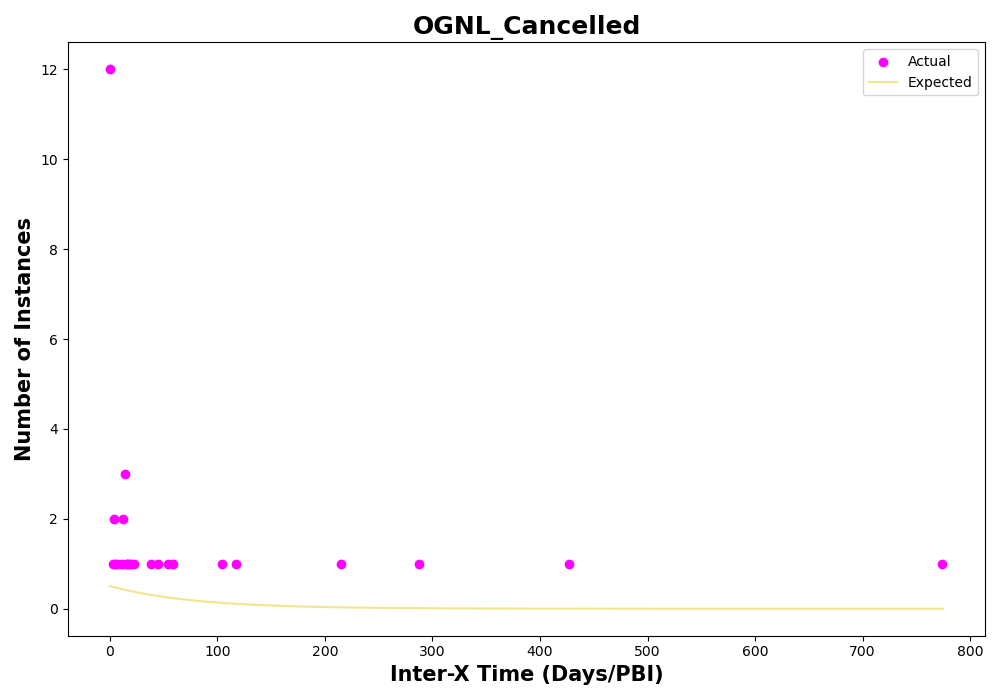 OGNL_Cancelled
Actual
Expected
Number of Instances
12
10
8
6
4
2
0
0 100 200 300 400 500 600 700 800
Inter-X Time (Days/PBI)